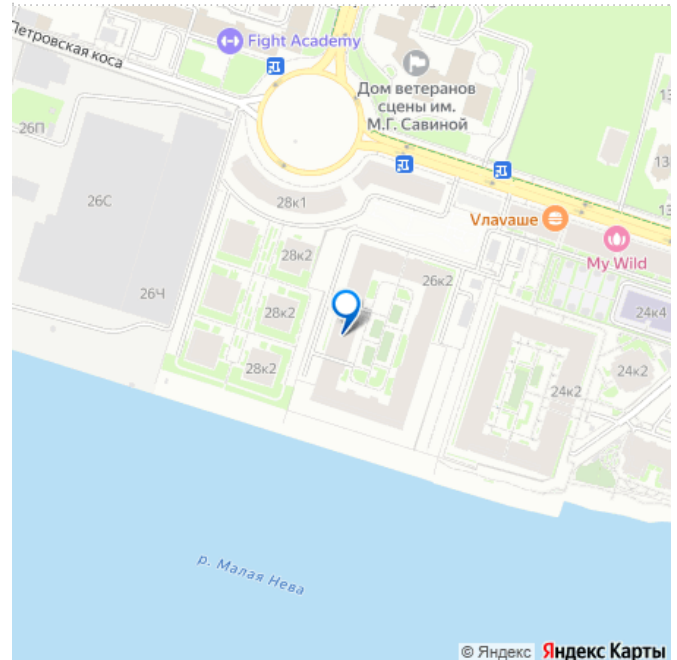 Петровская коса
Fight Academy
Дом ветеранов
сцены им.
М.Г. Савиной
26П
26С
28к1
Vлаvаше
My Wild
28к2
26к2
26Ч
28к2
24к4
28к2
24к2
24к2
р. Малая Нева
© Яндекс Яндекс Карты